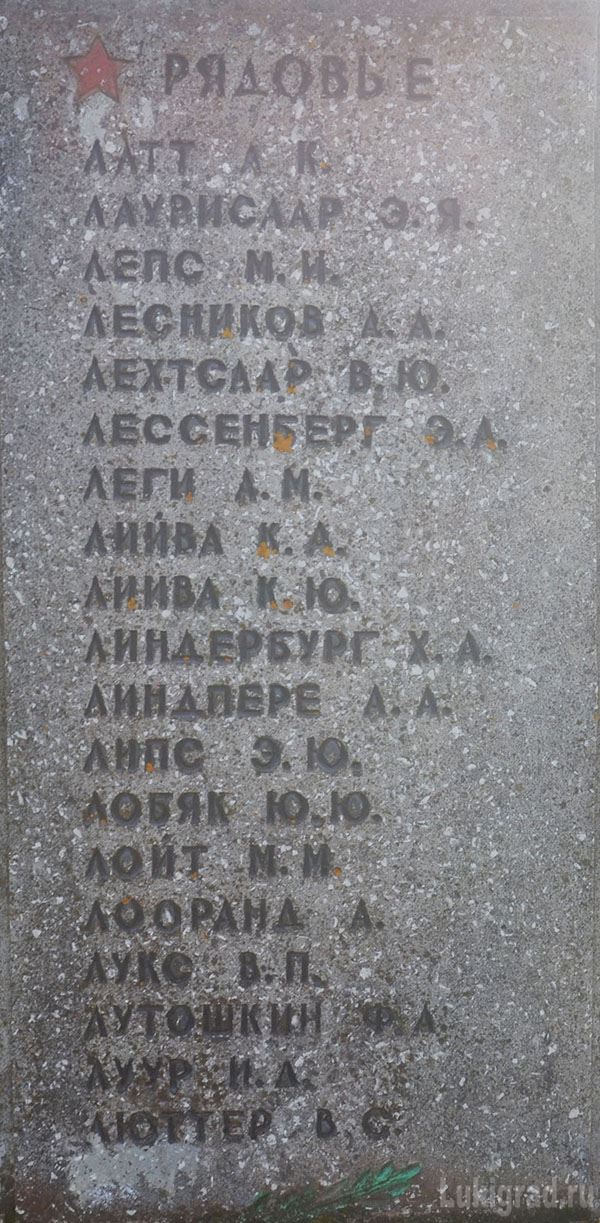 РЯДОВЫЕ
ЛАТТ А К.
ЛАУРИСААР Э.Я.
ЛЕПС М.И.
ЛЕСНИКОВ Д.А.
ЛЕХТСААР В.Ю.
ЛЕССЕНБЕРГ Э.А.
ЛЕГИ А.М.
ЛИЙВА К.А.
ЛИИВА К.Ю.
ЛИНДЕРБУРГ Х.А.
ЛИНДПЕРЕ А.А.
ЛИПС Э.Ю.
ЛОБЯК Ю.Ю.
ЛОЙТ М.М.
ЛООРАНД А.
ЛУКС В.П.
ЛУТОШКИН Ф.А.
ЛУУР И.Д.
ЛЮТТЕР В.С.
Lukigrad.ru